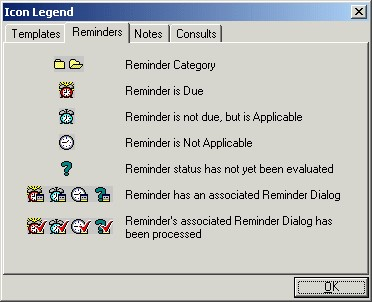 Icon Legend
Templates
Reminders
Notes
Consults
Reminder Category
Reminder is Due
Reminder is not due, but is Applicable
Reminder is Not Applicable
Reminder status has not yet been evaluated
Reminder has an associated Reminder Dialog
Reminder's associated Reminder Dialog has
been processed
OK